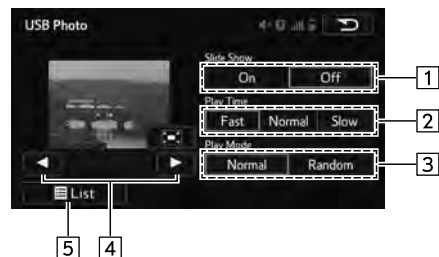 USB Photo
Slide Show
On Off
1
Play Time
Fast Normal Slow
2
Play Mode
Normal Random
3
List
5 4